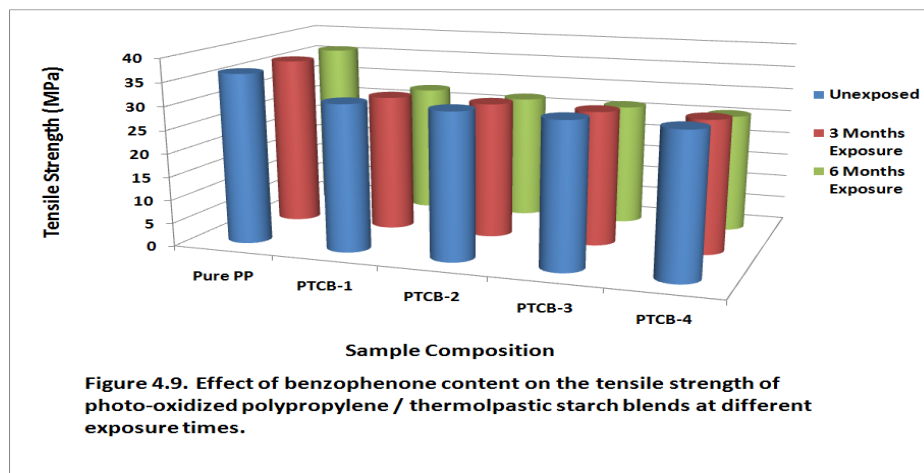 Tensile Strength (MPa)
40
35
30
25
20
15
10
5
0
Pure PP
PTCB-1
PTCB-2
PTCB-3
PTCB-4
Sample Composition
Unexposed
3 Months
Exposure
6 Months
Exposure
Figure 4.9. Effect of benzophenone content on the tensile strength of
photo-oxidized polypropylene / thermolpastic starch blends at different
exposure times.